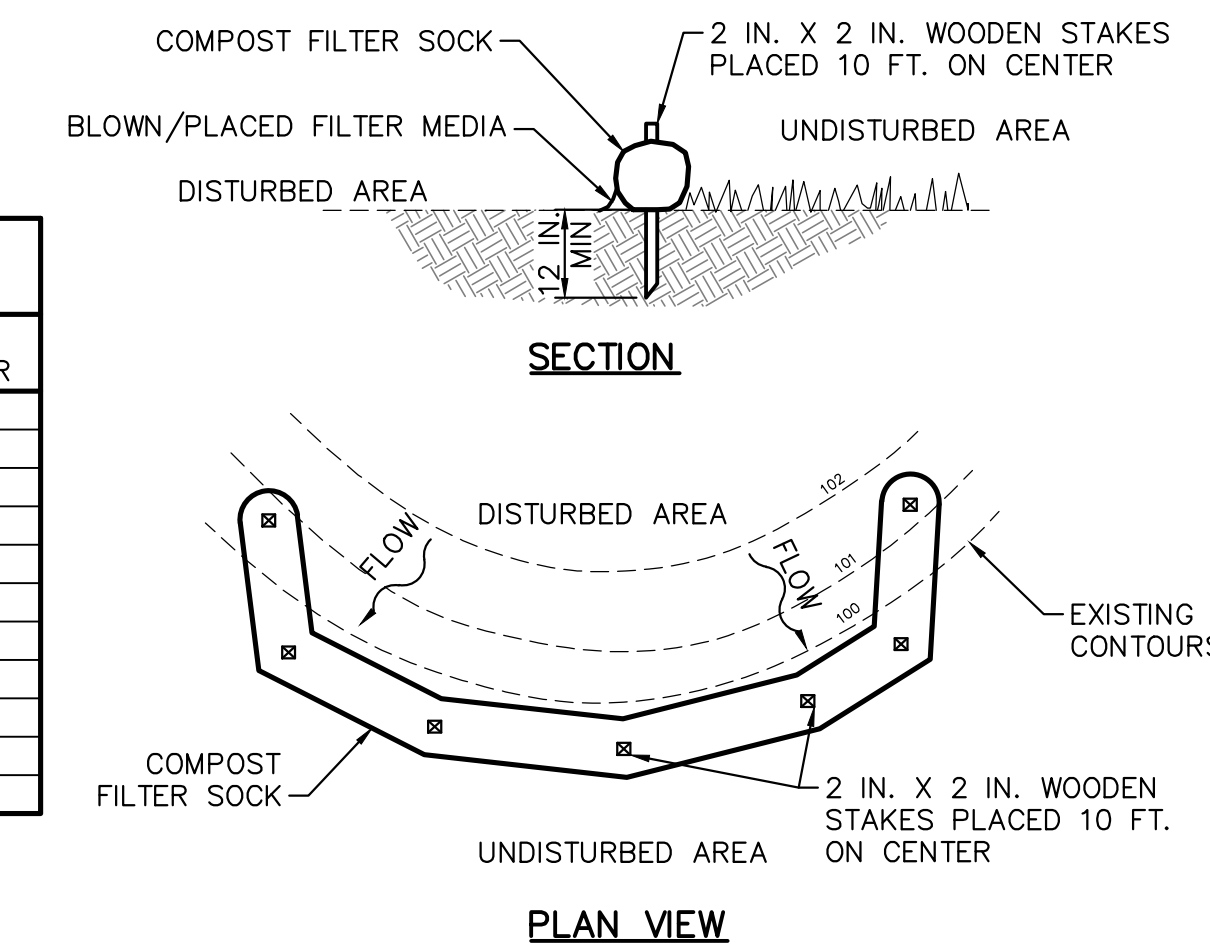 COMPOST FILTER SOCK
2 IN. X 2 IN. WOODEN STAKES
PLACED 10 FT. ON CENTER
BLOWN/PLACED FILTER MEDIA
UNDISTURBED AREA
DISTURBED AREA
12 IN.
MIN
SECTION
R
102
DISTURBED AREA
FLOW
FLOW
101
100
EXISTING
CONTOURS
COMPOST
FILTER SOCK
2 IN. X 2 IN. WOODEN
STAKES PLACED 10 FT.
ON CENTER
UNDISTURBED AREA
PLAN VIEW